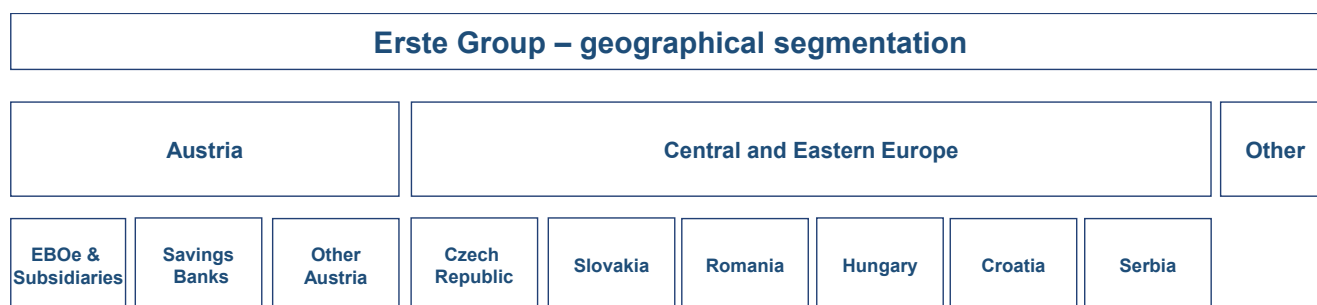 Erste Group – geographical segmentation
Austria
Central and Eastern Europe
Other
EBOe &
Subsidiaries
Savings
Banks
Other
Austria
Czech
Republic
Slovakia
Romania
Hungary
Croatia
Serbia